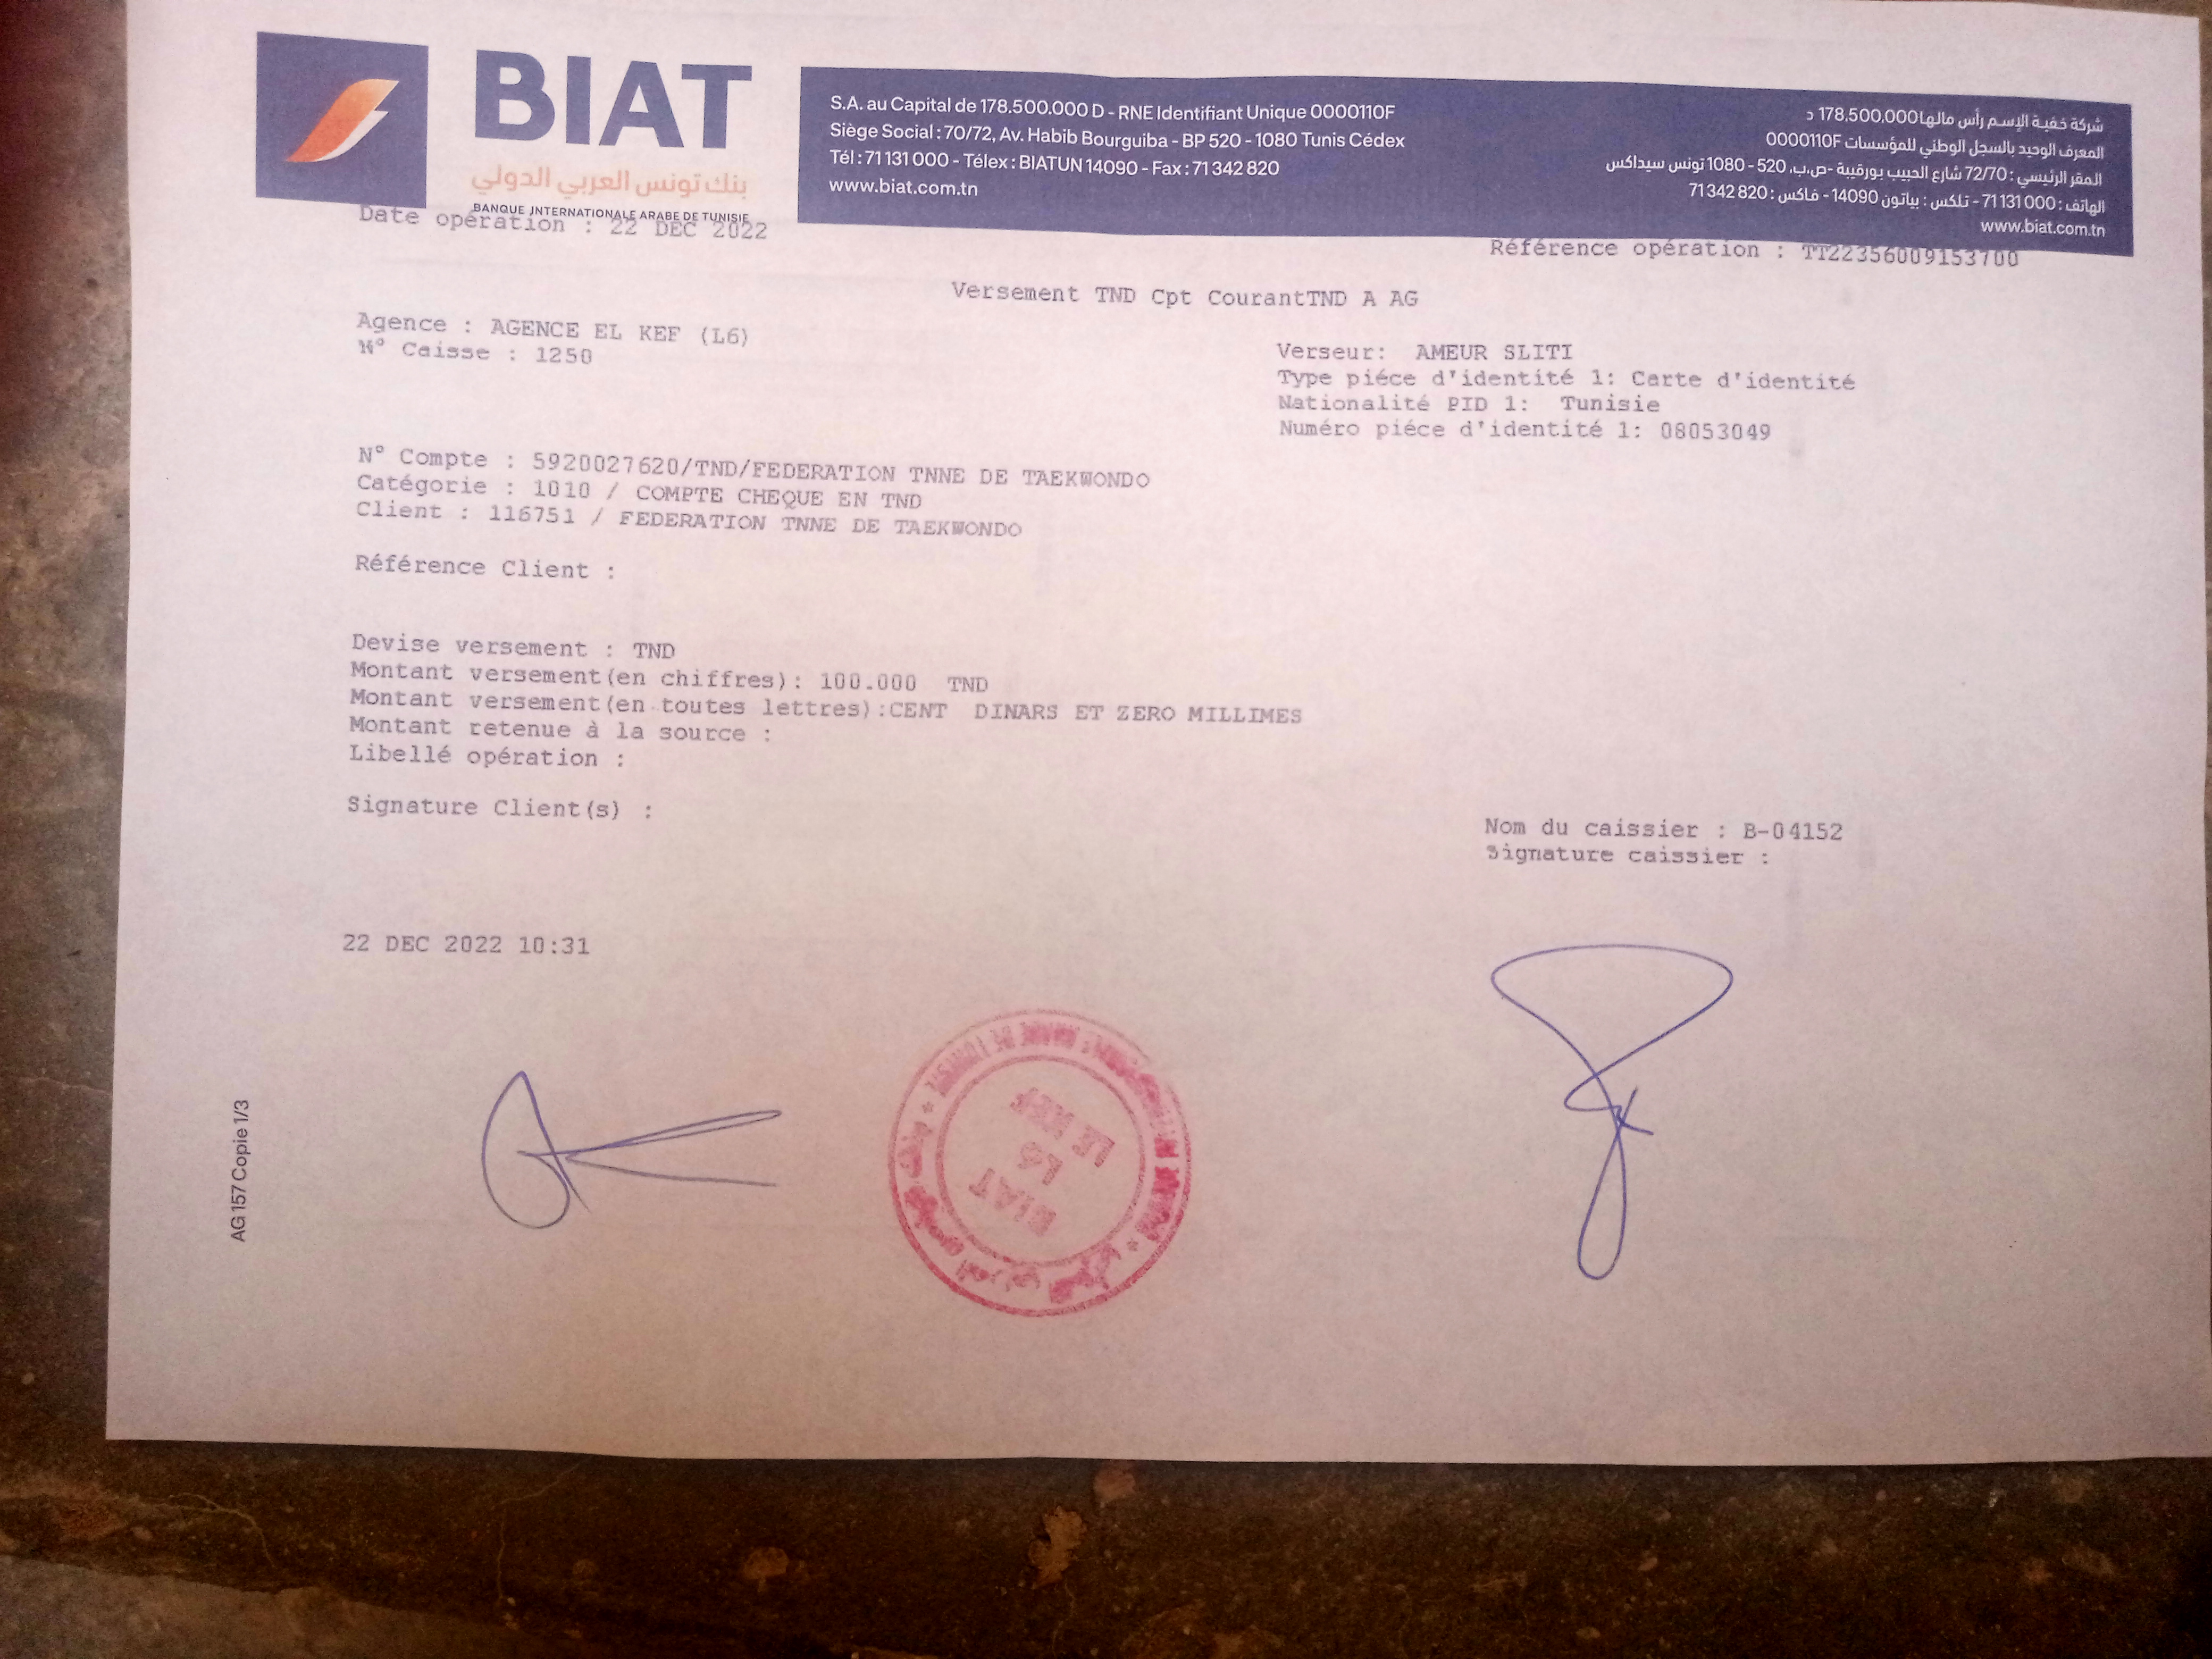 BIAT
بنك تونس العربي الدولي
BANQUE INTERNATIONALE ARABE DE TUNISIE
S.A. au Capital de 178.500.000 D - RNE Identifiant Unique 0000110F
Siège Social : 70/72, Av. Habib Bourguiba - BP 520 - 1080 Tunis Cédex
Tél : 71 131 000 - Télex : BIATUN 14090 - Fax : 71 342 820
www.biat.com.tn
شركة خفية الإسم رأس مالها 178.500.000 د
المعرف الوحيد بالسجل الوطني للمؤسسات 0000110F
المقر الرئيسي : 72/70 شارع الحبيب بورقيبة -ص.ب. 520 - 1080 تونس سيداكس
الهاتف : 71 131 000 - تلكس : بياتون 14090 - فاكس : 71 342 820
www.biat.com.tn
Date opération : 22 DEC 2022
Référence opération : TT22356009153700
Versement TND Cpt CourantTND A AG
Agence : AGENCE EL KEF (L6)
N° Caisse : 1250
Verseur: AMEUR SLITI
Type piéce d'identité 1: Carte d'identité
Nationalité PID 1: Tunisie
Numéro piéce d'identité 1: 08053049
N° Compte : 5920027620/TND/FEDERATION TNNE DE TAEKWONDO
Catégorie : 1010 / COMPTE CHEQUE EN TND
Client : 116751 / FEDERATION TNNE DE TAEKWONDO
Référence Client :
Devise versement : TND
Montant versement(en chiffres): 100.000 TND
Montant versement(en toutes lettres):CENT DINARS ET ZERO MILLIMES
Montant retenue à la source :
Libellé opération :
Signature Client(s) :
Nom du caissier : B-04152
Signature caissier :
22 DEC 2022 10:31
BIAT
L6
LE KEF
AG 157 Copie 1/3